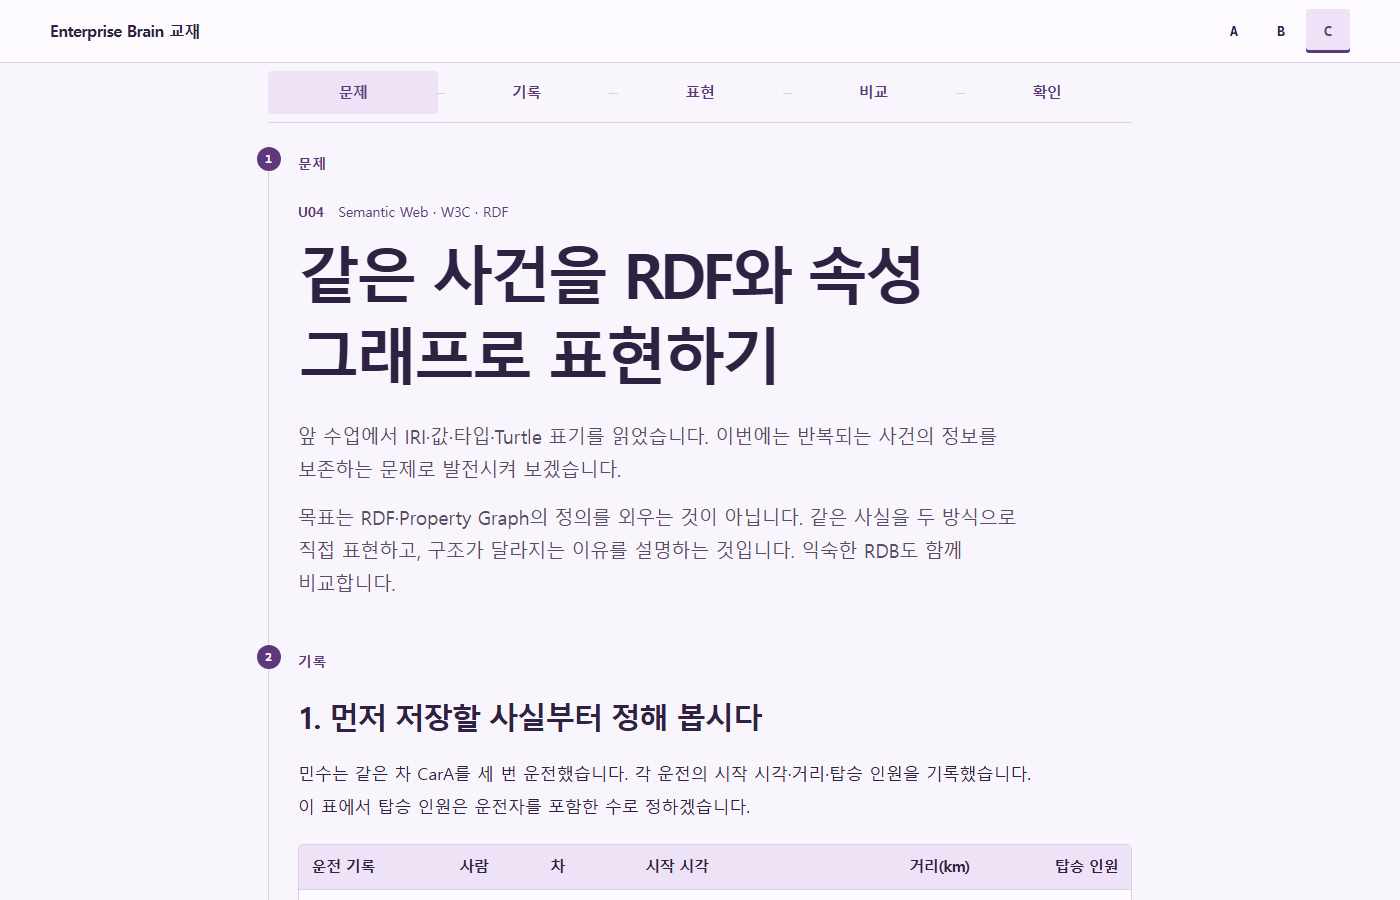 Enterprise Brain 교재
A B C
문제 기록 표현 비교 확인
1 문제
U04 Semantic Web · W3C · RDF
같은 사건을 RDF와 속성
그래프로 표현하기
앞 수업에서 IRI·값·타입·Turtle 표기를 읽었습니다. 이번에는 반복되는 사건의 정보를
보존하는 문제로 발전시켜 보겠습니다.
목표는 RDF·Property Graph의 정의를 외우는 것이 아닙니다. 같은 사실을 두 방식으로
직접 표현하고, 구조가 달라지는 이유를 설명하는 것입니다. 익숙한 RDB도 함께
비교합니다.
2 기록
1. 먼저 저장할 사실부터 정해 봅시다
민수는 같은 차 CarA를 세 번 운전했습니다. 각 운전의 시작 시각·거리·탑승 인원을 기록했습니다.
이 표에서 탑승 인원은 운전자를 포함한 수로 정하겠습니다.
운전 기록 사람 차 시작 시각 거리(km) 탑승 인원